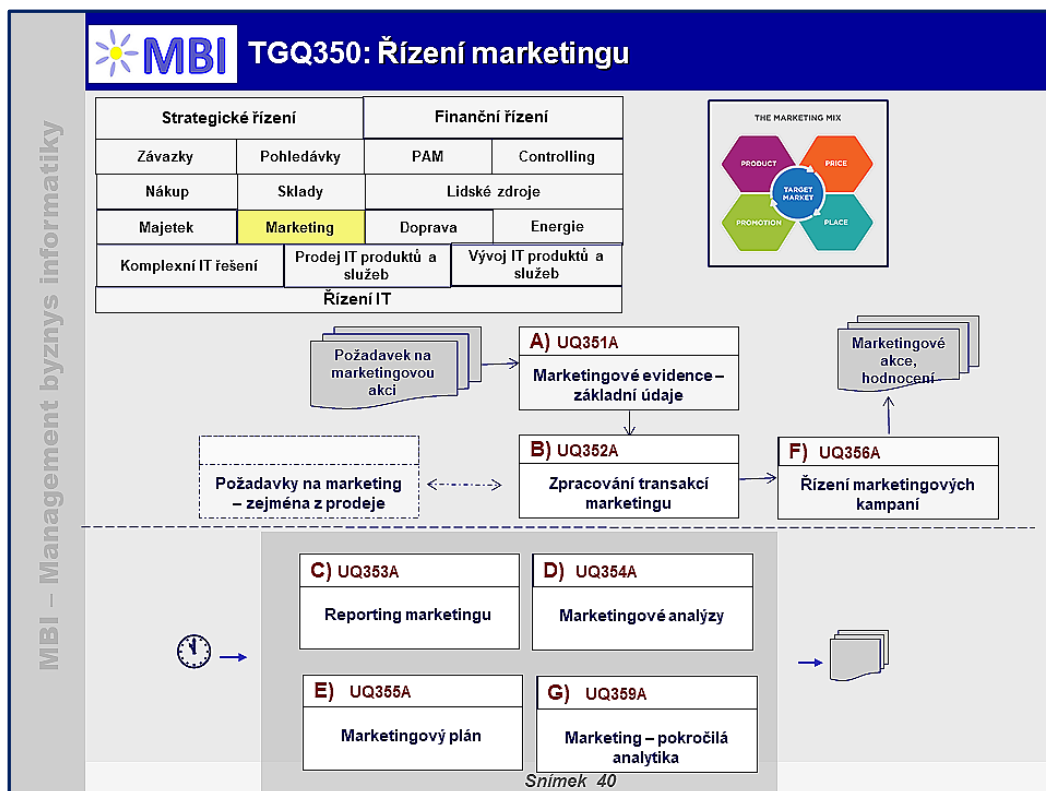 MBI
TGQ350: Řízení marketingu
MBI – Management byznys informatiky
Strategické řízení
Finanční řízení
Závazky
Pohledávky
PAM
Controlling
Nákup
Sklady
Lidské zdroje
Majetek
Marketing
Doprava
Energie
Komplexní IT řešení
Prodej IT produktů a
služeb
Vývoj IT produktů a
služeb
Řízení IT
THE MARKETING MIX
PRODUCT
PRICE
TARGET
MARKET
PROMOTION
PLACE
Požadavek na
marketingovou
akci
A) UQ351A
Marketingové evidence –
základní údaje
Marketingové
akce,
hodnocení
Požadavky na marketing
– zejména z prodeje
B) UQ352A
Zpracování transakcí
marketingu
F) UQ356A
Řízení marketingových
kampaní
C) UQ353A
Reporting marketingu
D) UQ354A
Marketingové analýzy
E) UQ355A
Marketingový plán
G) UQ359A
Marketing – pokročilá
analytika
Snímek 40